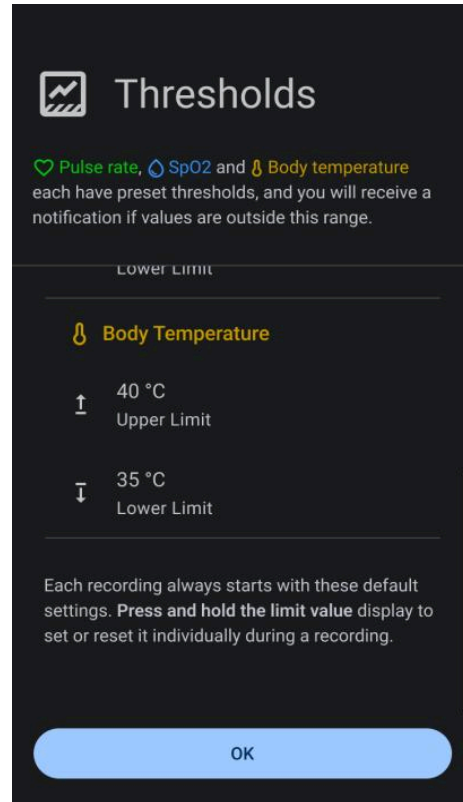 Thresholds
Pulse rate, SpO2 and Body temperature
each have preset thresholds, and you will receive a
notification if values are outside this range.
Lower Limit
Body Temperature
40 °C
Upper Limit
35 °C
Lower Limit
Each recording always starts with these default
settings. Press and hold the limit value display to
set or reset it individually during a recording.
OK